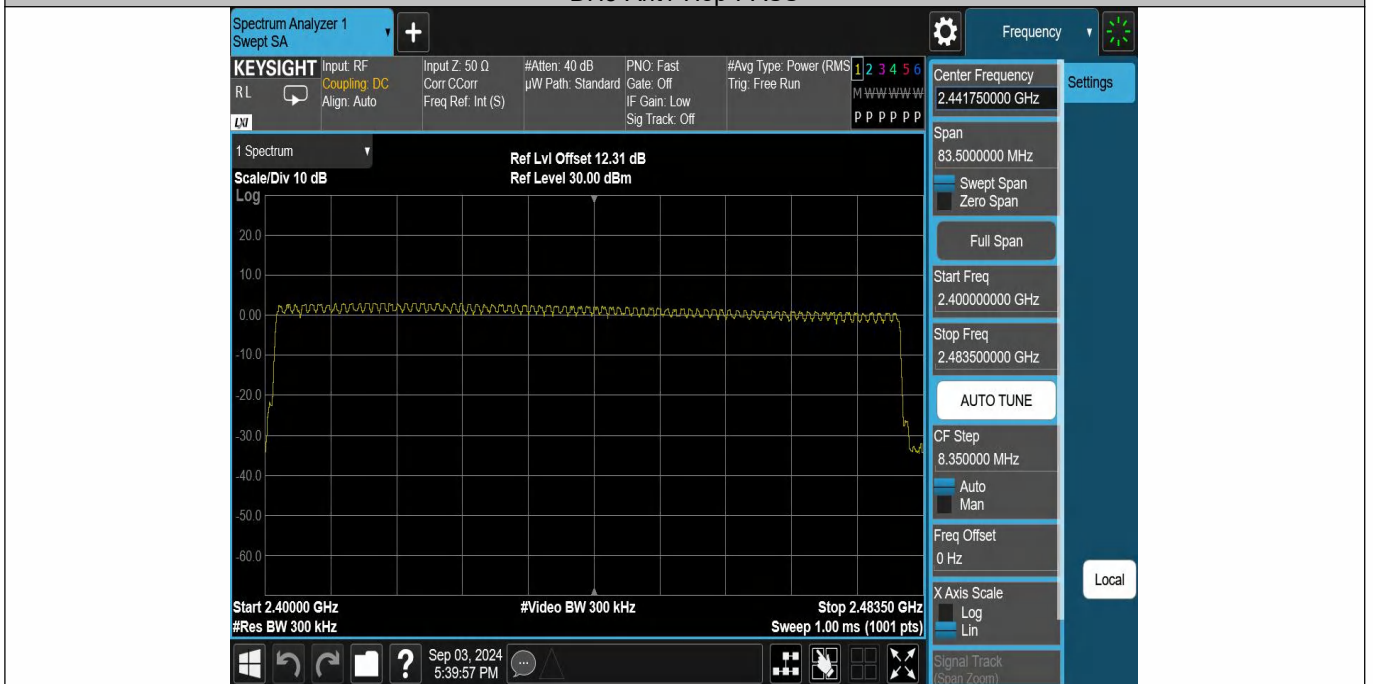 Spectrum Analyzer 1
Swept SA
+
Frequency
KEYSIGHT
RL
LXI
Input: RF
Coupling: DC
Align: Auto
Input Z: 50 Ω
Corr CCorr
Freq Ref: Int (S)
#Atten: 40 dB
µW Path: Standard
PNO: Fast
Gate: Off
IF Gain: Low
Sig Track: Off
#Avg Type: Power (RMS
Trig: Free Run
1 2 3 4 5 6
M W W W W W
P P P P P P
1 Spectrum
Scale/Div 10 dB
Ref Lvl Offset 12.31 dB
Ref Level 30.00 dBm
Log
20.0
10.0
0.00
-10.0
-20.0
-30.0
-40.0
-50.0
-60.0
Start 2.40000 GHz
#Res BW 300 kHz
#Video BW 300 kHz
Stop 2.48350 GHz
Sweep 1.00 ms (1001 pts)
Sep 03, 2024
5:39:57 PM
?
Center Frequency
2.441750000 GHz
Settings
Span
83.5000000 MHz
Swept Span
Zero Span
Full Span
Start Freq
2.400000000 GHz
Stop Freq
2.483500000 GHz
AUTO TUNE
CF Step
8.350000 MHz
Auto
Man
Freq Offset
0 Hz
X Axis Scale
Log
Lin
Local
Signal Track
(Span Zoom)